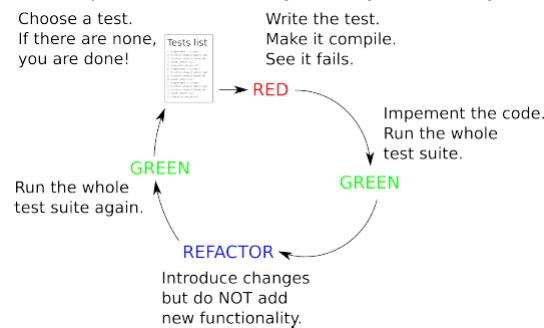 Choose a test.
If there are none,
you are done!
Tests list
Write the test.
Make it compile.
See it fails.
RED
Impement the code.
Run the whole
test suite.
GREEN
REFACTOR
Introduce changes
but do NOT add
new functionality.
GREEN
Run the whole
test suite again.